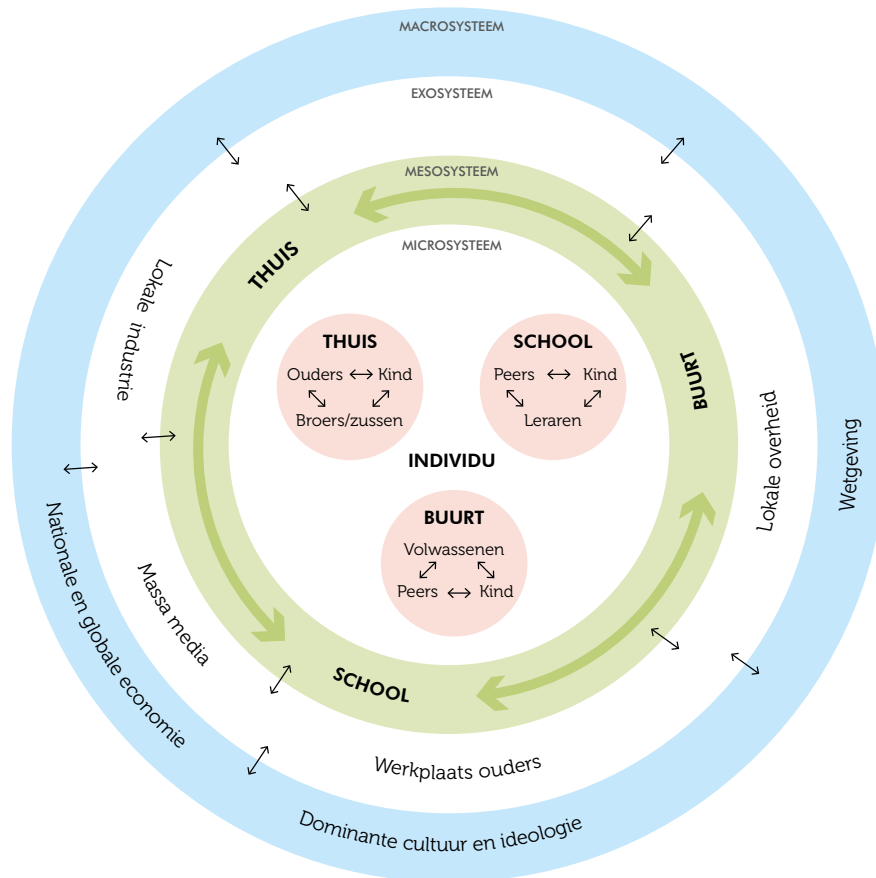 MACROSYSTEEM
EXOSYSTEEM
MESOSYSTEEM
MICROSYSTEEM
THUIS
BUURT
SCHOOL
THUIS
Ouders Kind
Broers/zussen
SCHOOL
Peers Kind
Leraren
INDIVIDU
BUURT
Volwassenen
Peers Kind
Lokale industrie
Massa media
Werkplaats ouders
Lokale overheid
Nationale en globale economie
Dominante cultuur en ideologie
Wetgeving